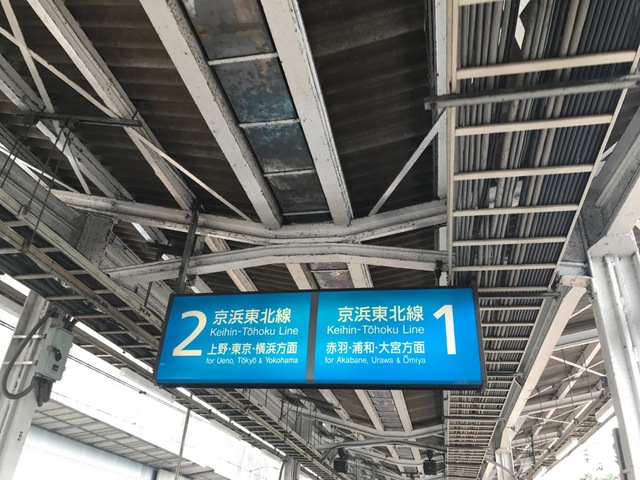 2
京浜東北線
Keihin-Tōhoku Line
上野・東京・横浜方面
for Ueno, Tōkyō & Yokohama
京浜東北線
Keihin-Tōhoku Line
赤羽・浦和・大宮方面
for Akabane, Urawa & Ōmiya
1